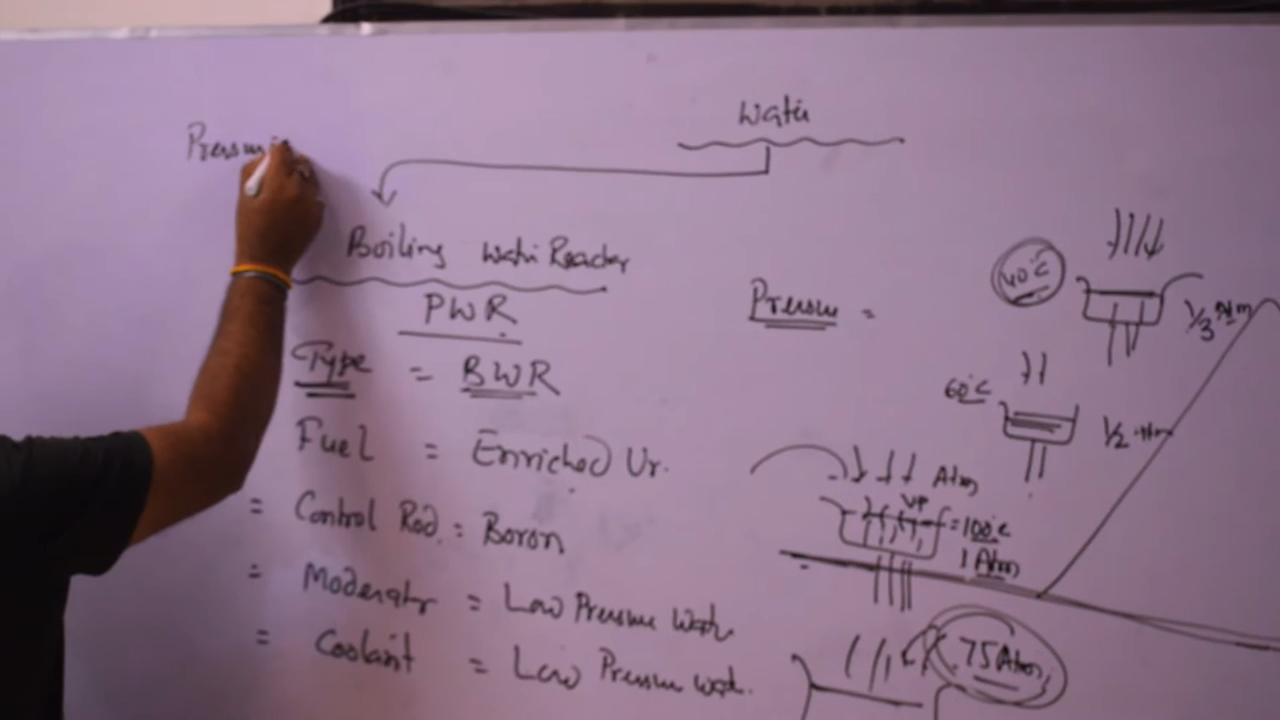 Water
Pressuri
Boiling Water Reactor
PWR
Type = BWR
Fuel = Enriched Ur.
= Control Rod = Boron
= Moderator = Low Pressure Water
= Coolant = Low Pressure wat.
Pressure =
40°C
1/3 Atm
60°C
1/2 Atm
Atm
VP
= 100°C
1 Atm
75 Atm